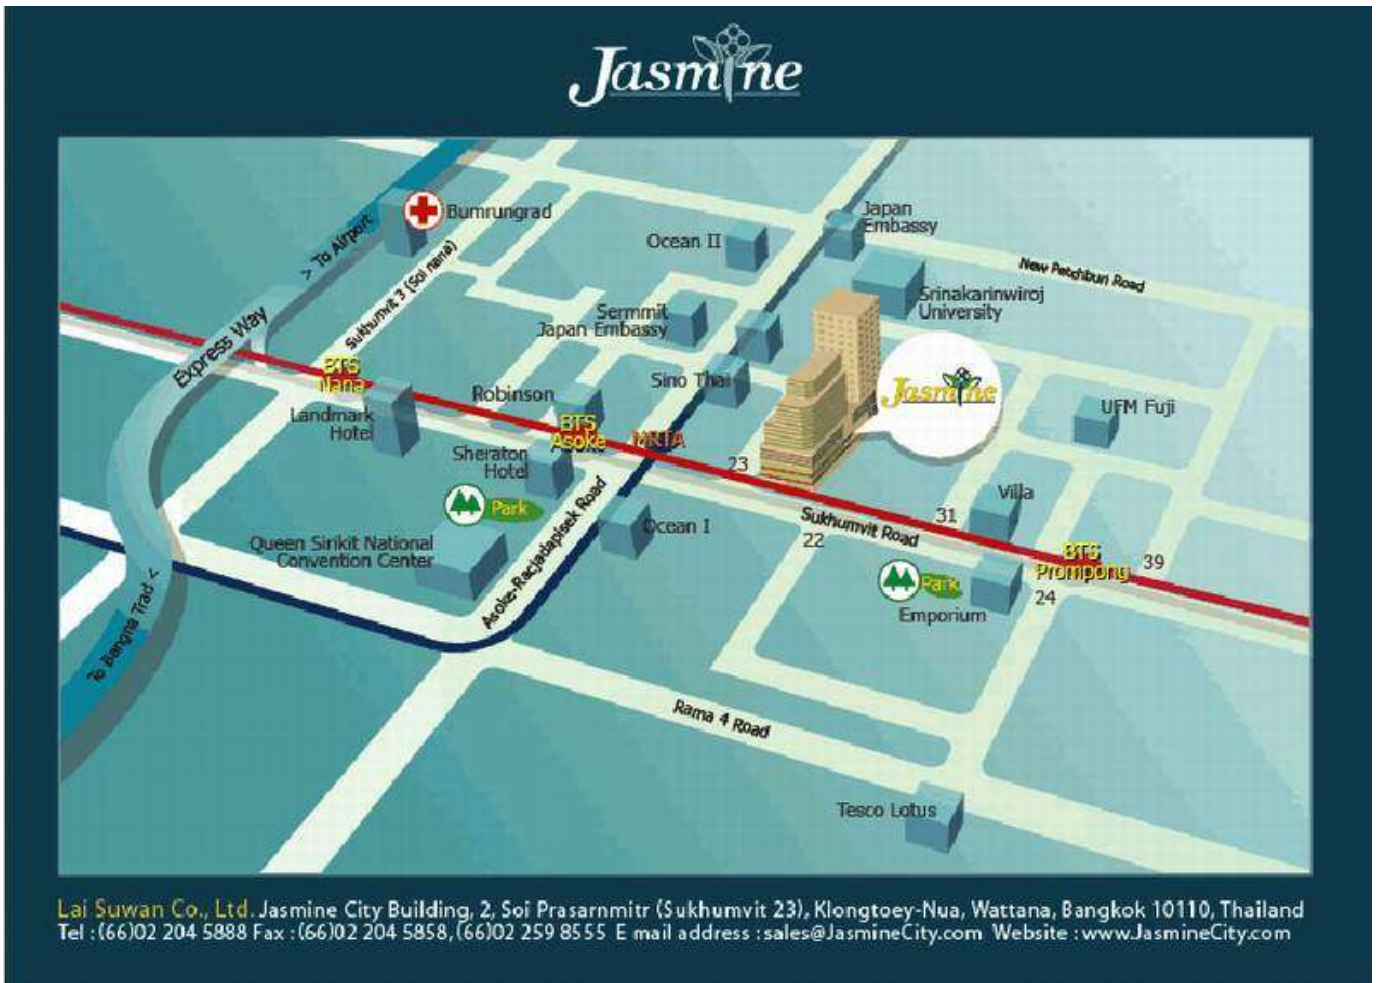 Jasmine
Bumrungrad
> To Airport
Sukhumvit 3 (Soi nana)
Express Way
Ocean II
Japan
Embassy
New Petchbun Road
Srinakarinwiroj
University
Sermmit
Japan Embassy
BTS
Nana
Landmark
Hotel
Robinson
Sino Thai
Jasmine
UFM Fuji
BTS
Asoke
MRTA
Sheraton
Hotel
23
Park
Asoke-Racjadapisek Road
Ocean I
Villa
31
Sukhumvit Road
22
Queen Sirikit National
Convention Center
BTS
Prompong
39
Park
24
Emporium
To Bangna Trad <
Rama 4 Road
Tesco Lotus
Lai Suwan Co., Ltd. Jasmine City Building, 2, Soi Prasarnmitr (Sukhumvit 23), Klongtoey-Nua, Wattana, Bangkok 10110, Thailand
Tel : (66)02 204 5888 Fax : (66)02 204 5858, (66)02 259 8555 E mail address : sales@JasmineCity.com Website : www.JasmineCity.com